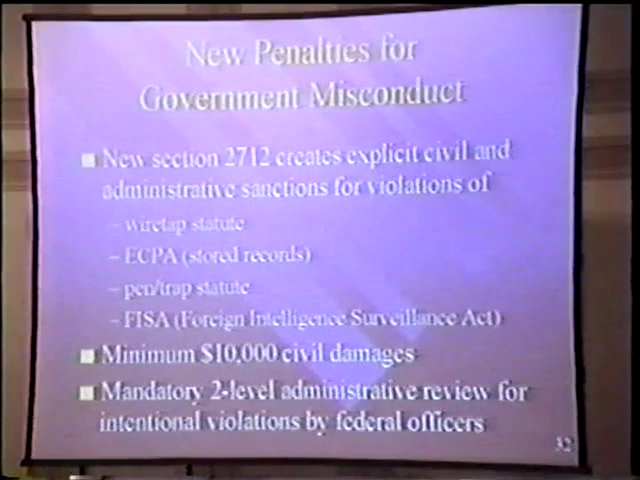 New Penalties for
Government Misconduct
New section 2712 creates explicit civil and
administrative sanctions for violations of
– wiretap statute
– ECPA (stored records)
– pen/trap statute
– FISA (Foreign Intelligence Surveillance Act)
Minimum $10,000 civil damages
Mandatory 2-level administrative review for
intentional violations by federal officers
32